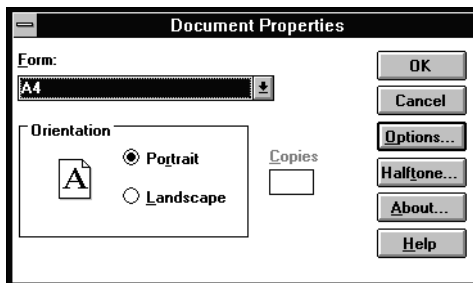 Document Properties
Form:
A4
OK
Cancel
Orientation
A
Portrait
Landscape
Copies
Options...
Halftone...
About...
Help